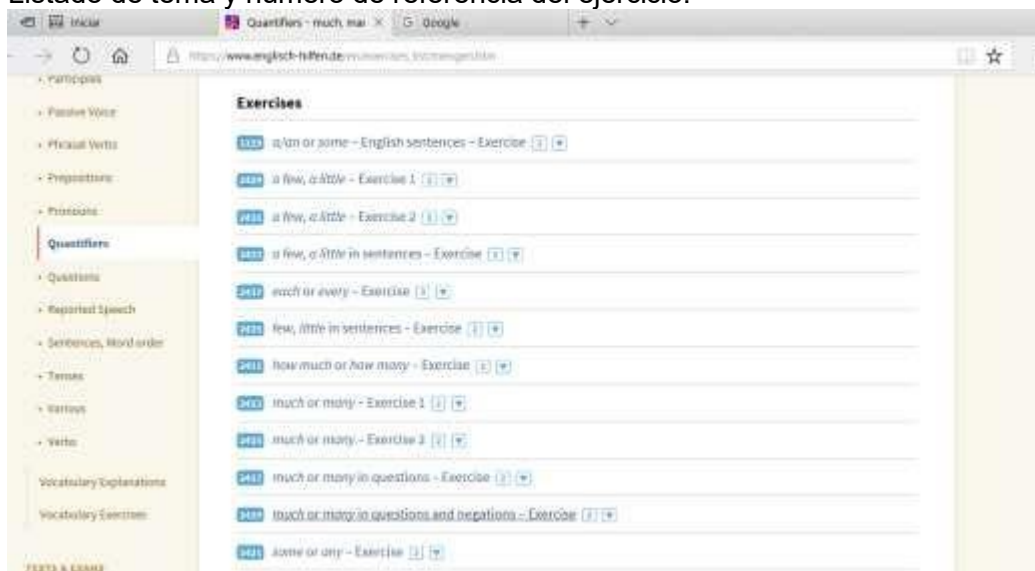 Listado de tema y número de referencia del ejercicio.
Iniciar
Quantifiers - much, mai
Google
www.englisch-hilfen.de
Participles
Passive Voice
Phrasal Verbs
Prepositions
Pronouns
Quantifiers
Questions
Reported Speech
Sentences, Word order
Tenses
Various
Verbs
Vocabulary Explanations
Vocabulary Exercises
TEXTS & EXAMS
Exercises
a/an or some – English sentences – Exercise
a few, a little – Exercise 1
a few, a little – Exercise 2
a few, a little in sentences – Exercise
each or every – Exercise
few, little in sentences – Exercise
how much or how many – Exercise
much or many – Exercise 1
much or many – Exercise 2
much or many in questions – Exercise
much or many in questions and negations – Exercise
some or any – Exercise